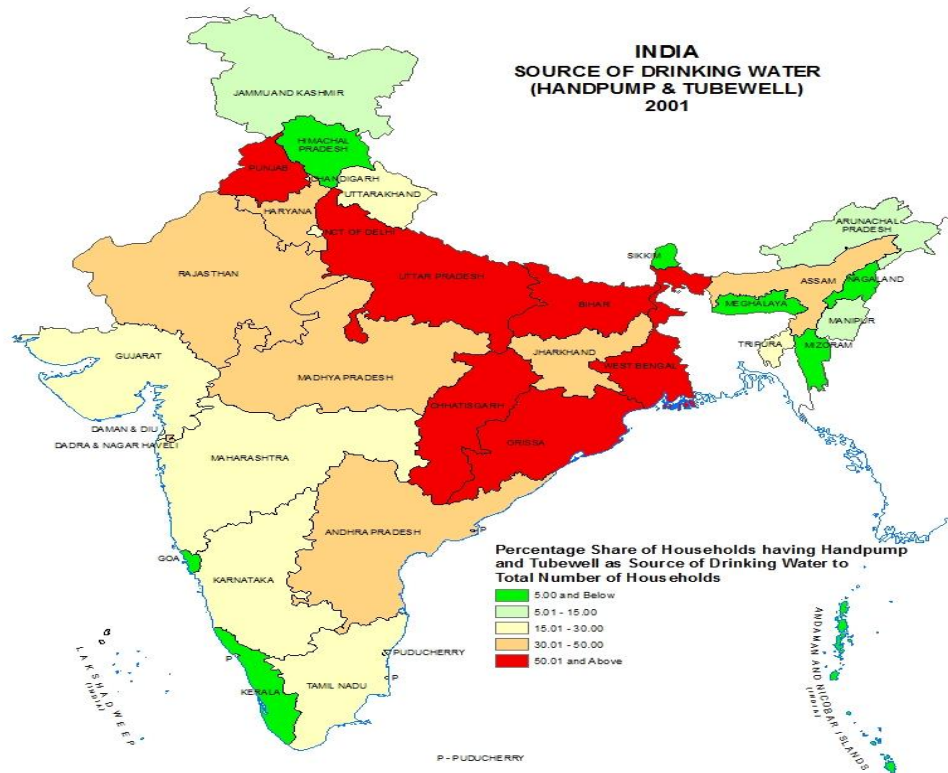 INDIA
SOURCE OF DRINKING WATER
(HANDPUMP & TUBEWELL)
2001
JAMMU AND KASHMIR
HIMACHAL
PRADESH
PUNJAB
CHANDIGARH
UTTARAKHAND
HARYANA
NCT OF DELHI
ARUNACHAL
PRADESH
RAJASTHAN
UTTAR PRADESH
SIKKIM
ASSAM
NAGALAND
BIHAR
MEGHALAYA
MANIPUR
GUJARAT
JHARKHAND
TRIPURA
MIZORAM
MADHYA PRADESH
WEST BENGAL
CHHATISGARH
DAMAN & DIU
DADRA & NAGAR HAVELI
ORISSA
MAHARASHTRA
ANDHRA PRADESH
P
GOA
KARNATAKA
Percentage Share of Households having Handpump
and Tubewell as Source of Drinking Water to
Total Number of Households
5.00 and Below
5.01 - 15.00
15.01 - 30.00
30.01 - 50.00
50.01 and Above
P
PUDUCHERRY
P
KERALA
TAMIL NADU
LAKSHADWEEP
(INDIA)
ANDAMAN AND NICOBAR ISLANDS
(INDIA)
P - PUDUCHERRY